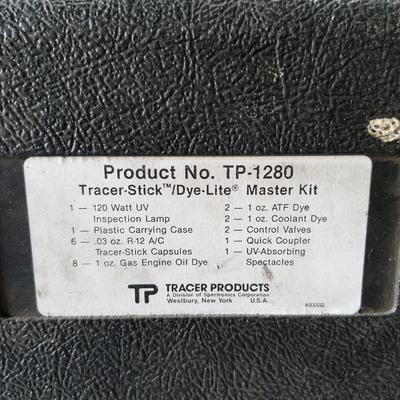 Product No. TP-1280
Tracer-Stick™/Dye-Lite® Master Kit
1 — 120 Watt UV
Inspection Lamp
1 — Plastic Carrying Case
6 — .03 oz. R-12 A/C
Tracer-Stick Capsules
8 — 1 oz. Gas Engine Oil Dye
2 — 1 oz. ATF Dye
2 — 1 oz. Coolant Dye
2 — Control Valves
1 — Quick Coupler
1 — UV-Absorbing
Spectacles
TP TRACER PRODUCTS
A Division of Spectronics Corporation
Westbury, New York U.S.A.